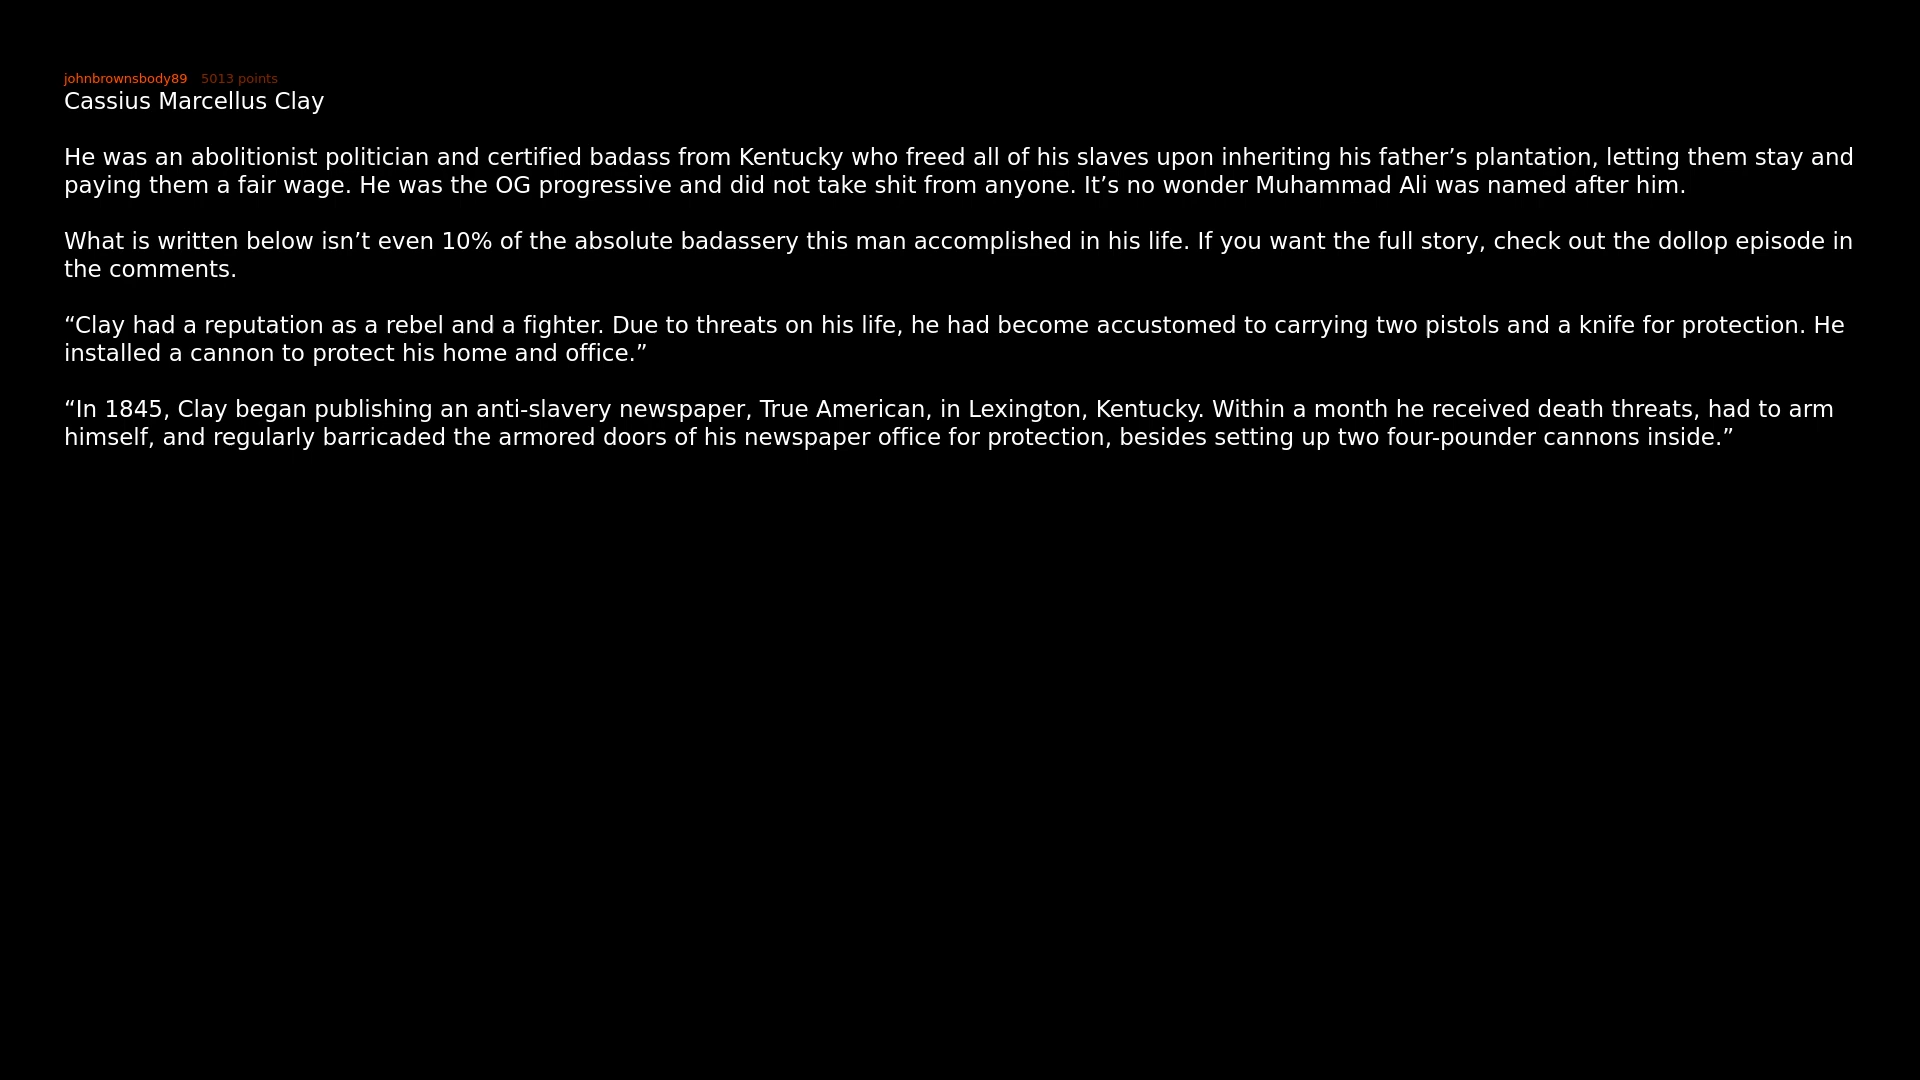 johnbrownsbody89 5013 points
Cassius Marcellus Clay
He was an abolitionist politician and certified badass from Kentucky who freed all of his slaves upon inheriting his father’s plantation, letting them stay and
paying them a fair wage. He was the OG progressive and did not take shit from anyone. It’s no wonder Muhammad Ali was named after him.
What is written below isn’t even 10% of the absolute badassery this man accomplished in his life. If you want the full story, check out the dollop episode in
the comments.
“Clay had a reputation as a rebel and a fighter. Due to threats on his life, he had become accustomed to carrying two pistols and a knife for protection. He
installed a cannon to protect his home and office.”
“In 1845, Clay began publishing an anti-slavery newspaper, True American, in Lexington, Kentucky. Within a month he received death threats, had to arm
himself, and regularly barricaded the armored doors of his newspaper office for protection, besides setting up two four-pounder cannons inside.”